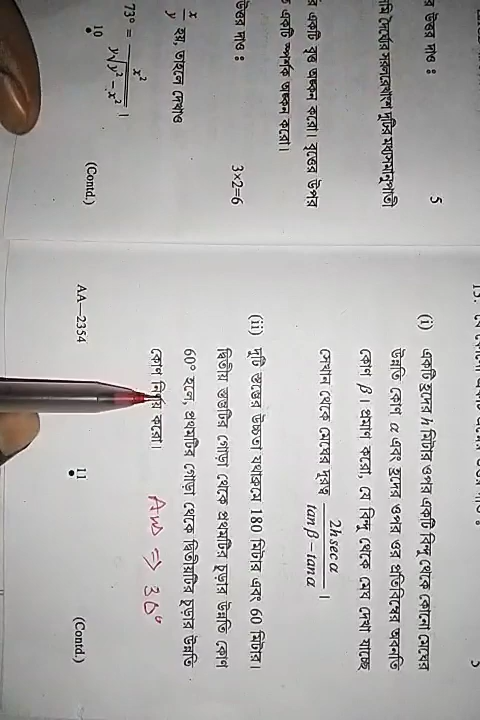 র উত্তর দাও :
5
মি দৈর্ঘ্যের সরলরেখাংশ দুটির মধ্যসমানুপাতী
র একটি বৃত্ত অঙ্কন করো। বৃত্তের উপর
একটি স্পর্শক অঙ্কন করো।
উত্তর দাও :
3×2=6
x/y হয়, তাহলে দেখাও
73° = x²/(y√(y² – x²)) ।
10
(Contd.)
(i) একটি হ্রদের h মিটার ওপর একটি বিন্দু থেকে কোনো মেঘের
উন্নতি কোণ α এবং হ্রদের ওপর ওর প্রতিবিম্বের অবনতি
কোণ β। প্রমাণ করো, যে বিন্দু থেকে মেঘ দেখা যাচ্ছে
সেখান থেকে মেঘের দূরত্ব 2h sec α/(tan β – tan α) ।
(ii) দুটি স্তম্ভের উচ্চতা যথাক্রমে 180 মিটার এবং 60 মিটার।
দ্বিতীয় স্তম্ভটির গোড়া থেকে প্রথমটির চূড়ার উন্নতি কোণ
60° হলে, প্রথমটির গোড়া থেকে দ্বিতীয়টির চূড়ার উন্নতি
কোণ নির্ণয় করো।
Ans ⇒ 30°
AA—2354
11
(Contd.)